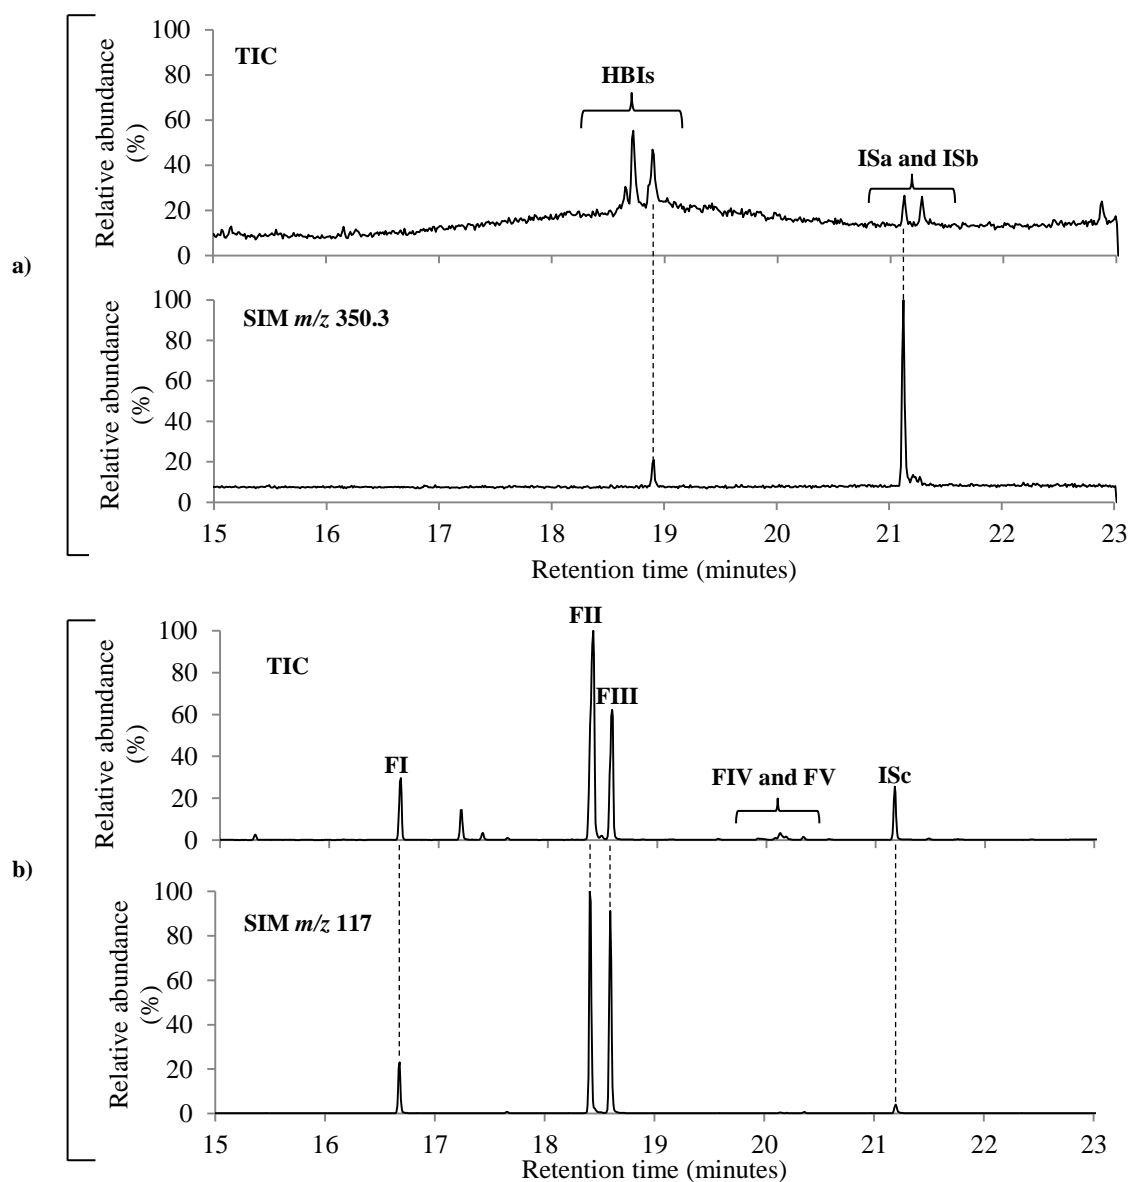 a)
TIC
HBIs
ISa and ISb
Relative abundance
(%)
100
80
60
40
20
0
SIM m/z 350.3
Relative abundance
(%)
100
80
60
40
20
0
15 16 17 18 19 20 21 22 23
Retention time (minutes)
b)
TIC
FI
FII
FIII
FIV and FV
ISc
Relative abundance
(%)
100
80
60
40
20
0
SIM m/z 117
Relative abundance
(%)
100
80
60
40
20
0
15 16 17 18 19 20 21 22 23
Retention time (minutes)